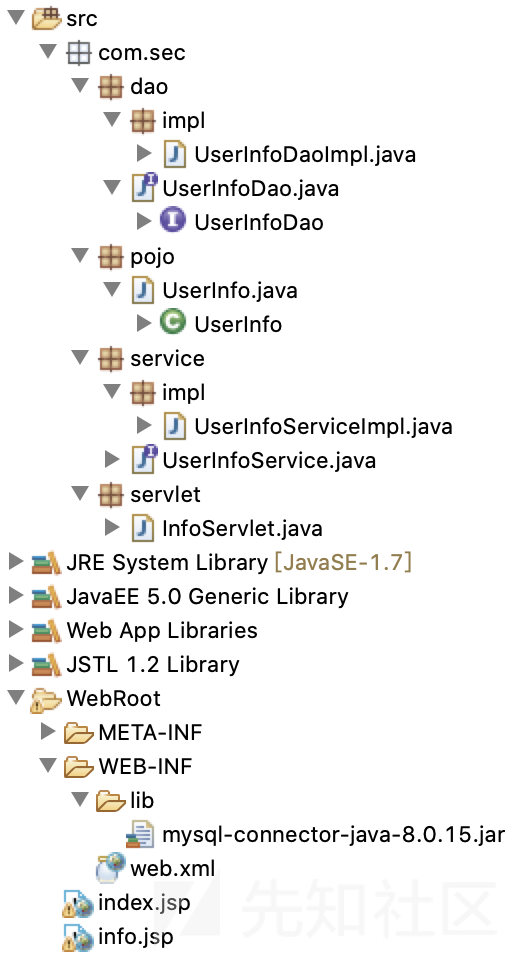 src
com.sec
dao
impl
UserInfoDaoImpl.java
UserInfoDao.java
UserInfoDao
pojo
UserInfo.java
UserInfo
service
impl
UserInfoServiceImpl.java
UserInfoService.java
servlet
InfoServlet.java
JRE System Library [JavaSE-1.7]
JavaEE 5.0 Generic Library
Web App Libraries
JSTL 1.2 Library
WebRoot
META-INF
WEB-INF
lib
mysql-connector-java-8.0.15.jar
web.xml
index.jsp
info.jsp
先知社区